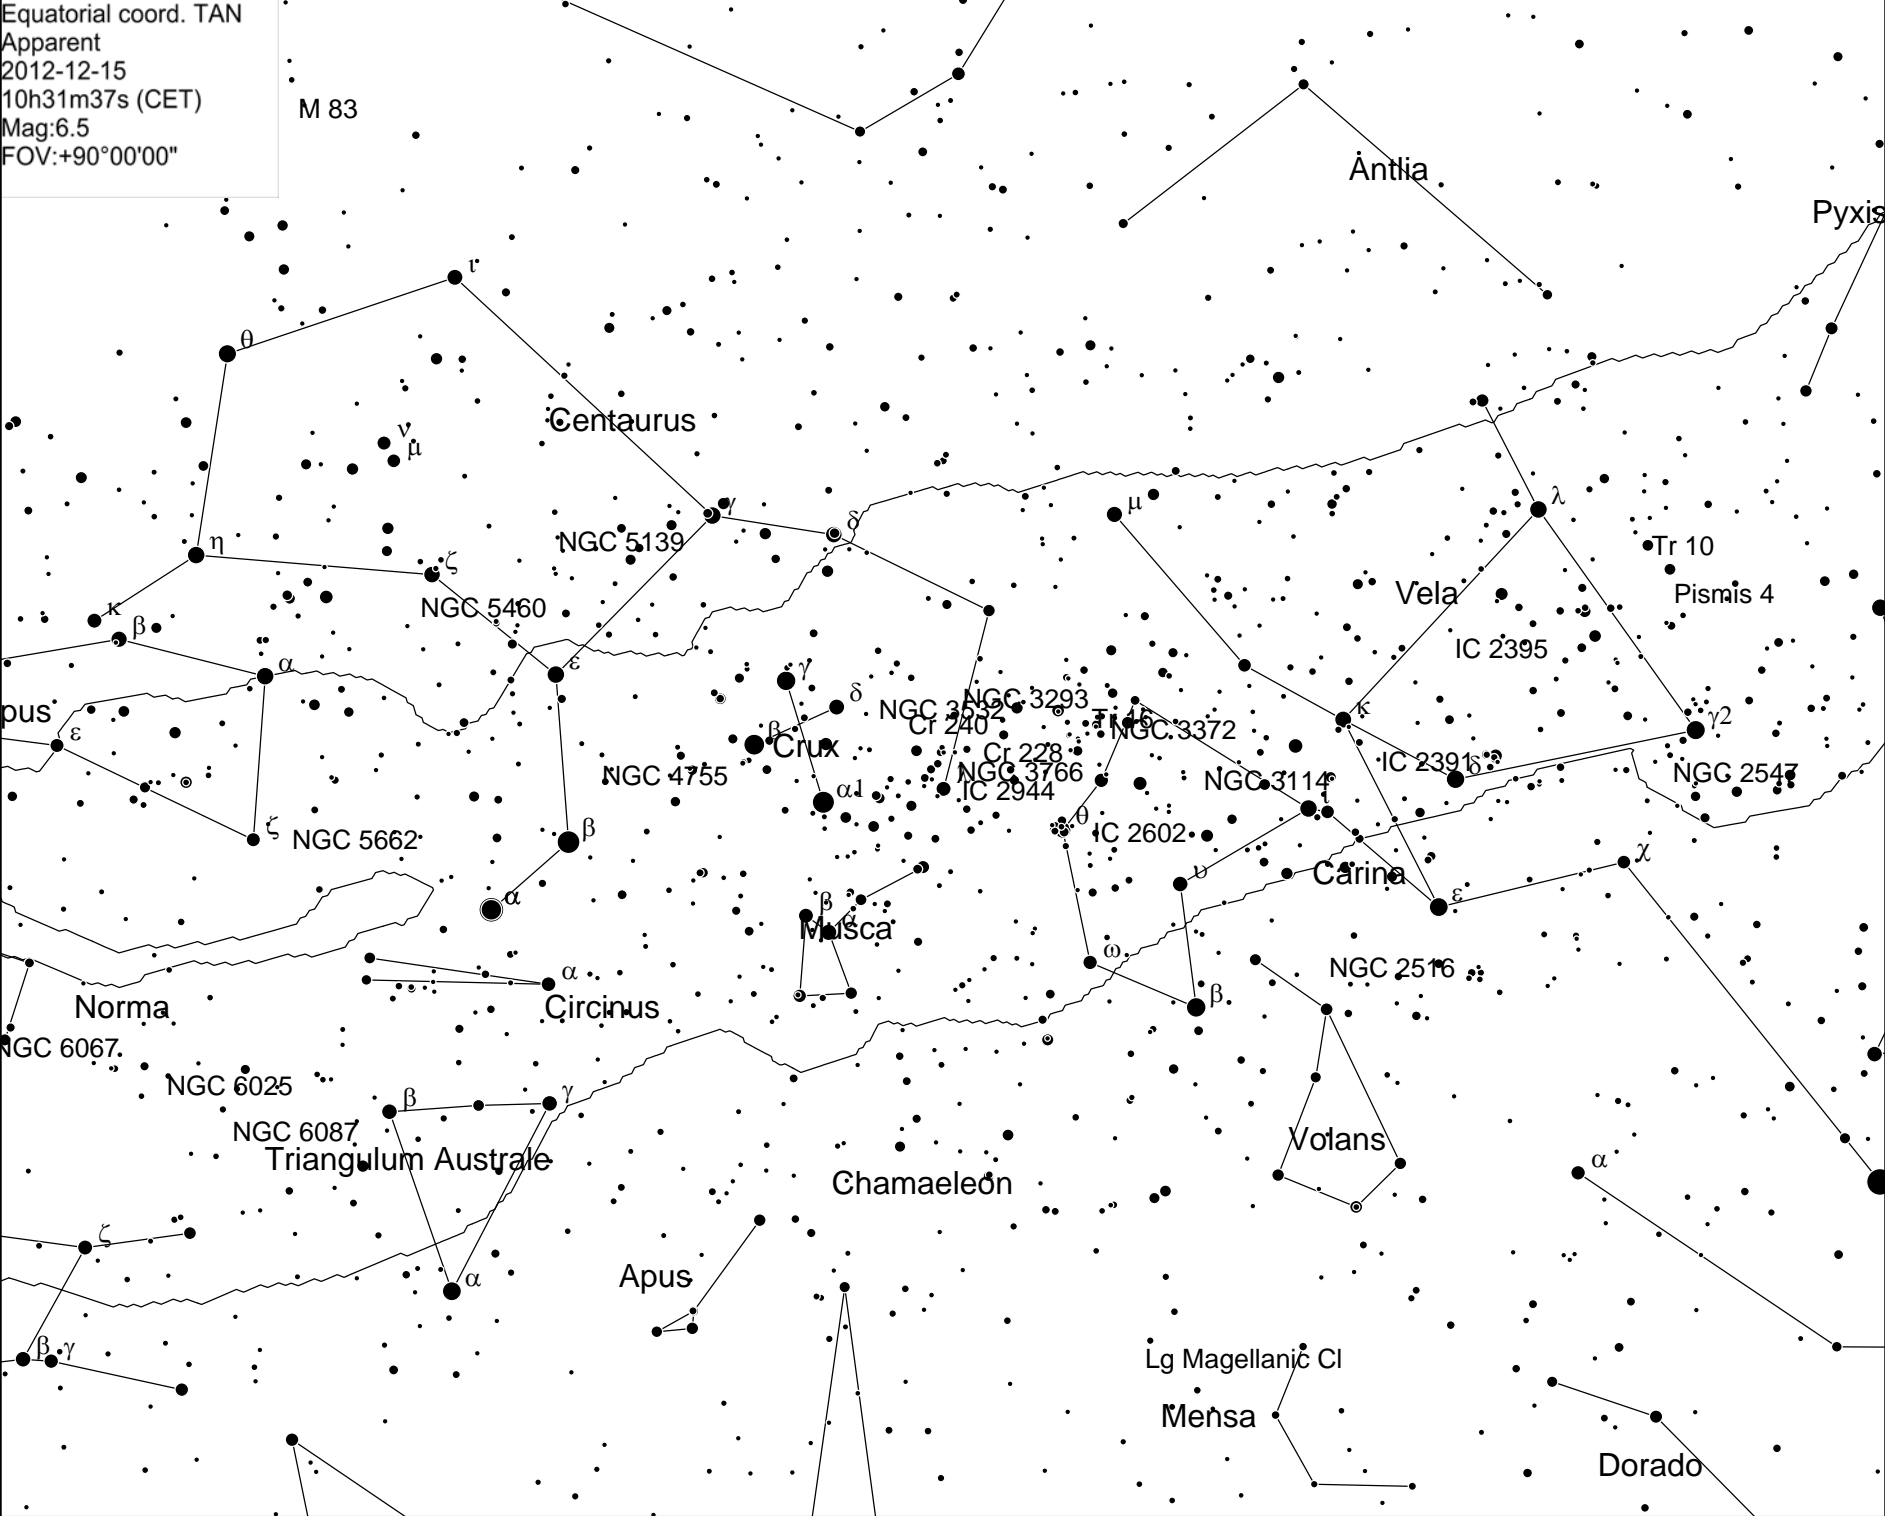 Equatorial coord. TAN
Apparent
2012-12-15
10h31m37s (CET)
Mag:6.5
FOV:+90°00'00"
M 83
Antlia
Pyxis
ι
θ
Centaurus
ν
μ
γ
δ
μ
λ
NGC 5139
η
ζ
Tr 10
Vela
Pismis 4
NGC 5460
κ
β
IC 2395
α
ε
γ
δ
pus
NGC 3532
NGC 3293
Cr 240
Tr 16
NGC 3372
κ
γ2
ε
β
Crux
Cr 228
IC 2391
δ
NGC 4755
NGC 3766
NGC 3114
NGC 2547
α1
IC 2944
ι
ζ
NGC 5662
β
θ
IC 2602
χ
υ
Carina
ε
α
β
α
Musca
ω
α
NGC 2516
Norma
Circinus
β
NGC 6067
NGC 6025
β
γ
NGC 6087
Triangulum Australe
Volans
α
Chamaeleon
ζ
Apus
α
β
γ
Lg Magellanic Cl
Mensa
Dorado